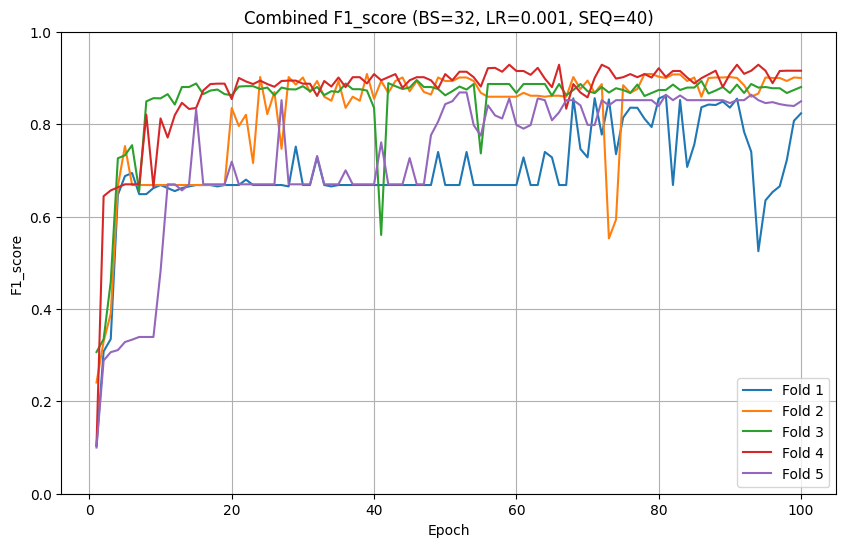 Combined F1_score (BS=32, LR=0.001, SEQ=40)
F1_score
1.0
0.8
0.6
0.4
0.2
0.0
0
20
40
60
80
100
Epoch
Fold 1
Fold 2
Fold 3
Fold 4
Fold 5